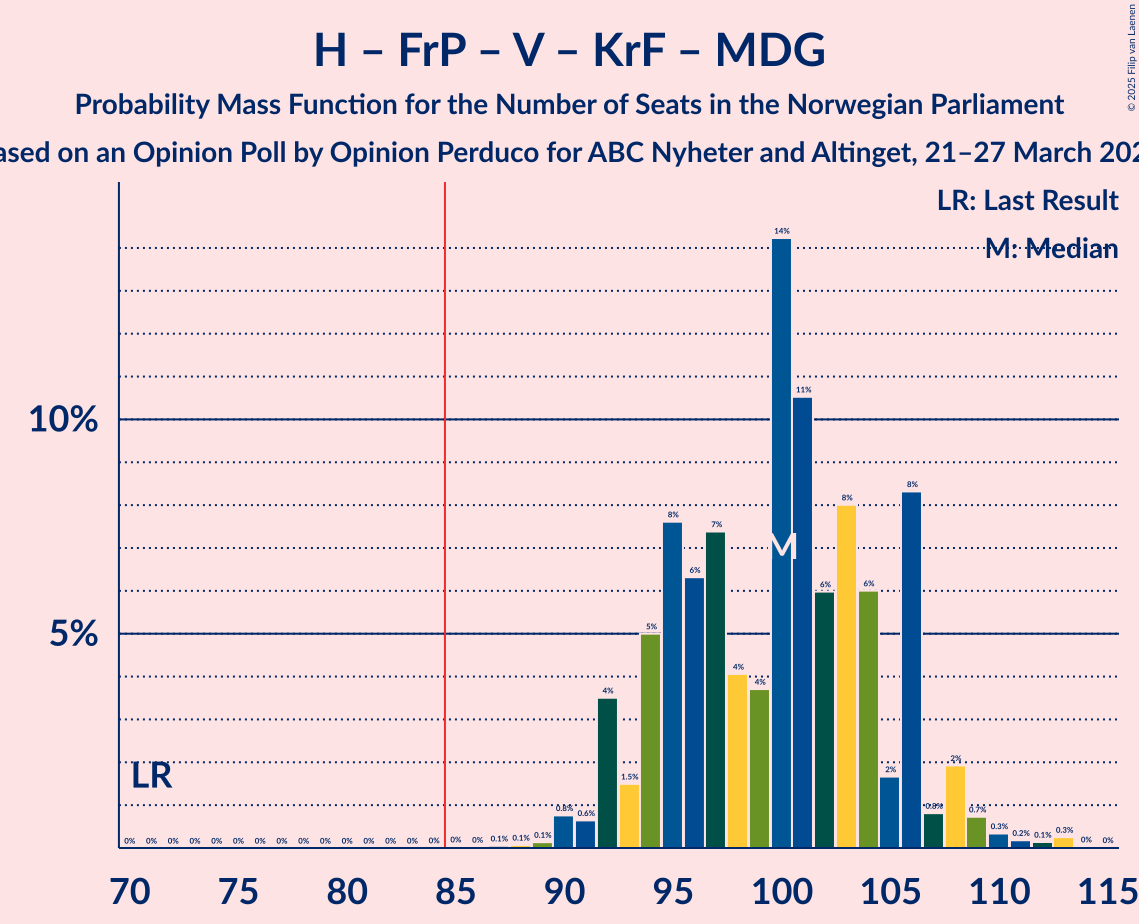 H – FrP – V – KrF – MDG
© 2025 Filip van Laenen
Probability Mass Function for the Number of Seats in the Norwegian Parliament
on an Opinion Poll by Opinion Perduco for ABC Nyheter and Altinget, 21–27 March
LR: Last Result
M: Median
14%
11%
10%
8%
8%
8%
7%
M
6%
6%
6%
5%
5%
4%
4%
4%
LR
2%
2%
1.5%
0.8%
0.6%
0.8%
0.7%
0% 0% 0% 0% 0% 0% 0% 0% 0% 0% 0% 0% 0% 0% 0% 0% 0% 0.1% 0.1% 0.1% 0.3% 0.2% 0.1% 0.3% 0% 0%
70 75 80 85 90 95 100 105 110 115